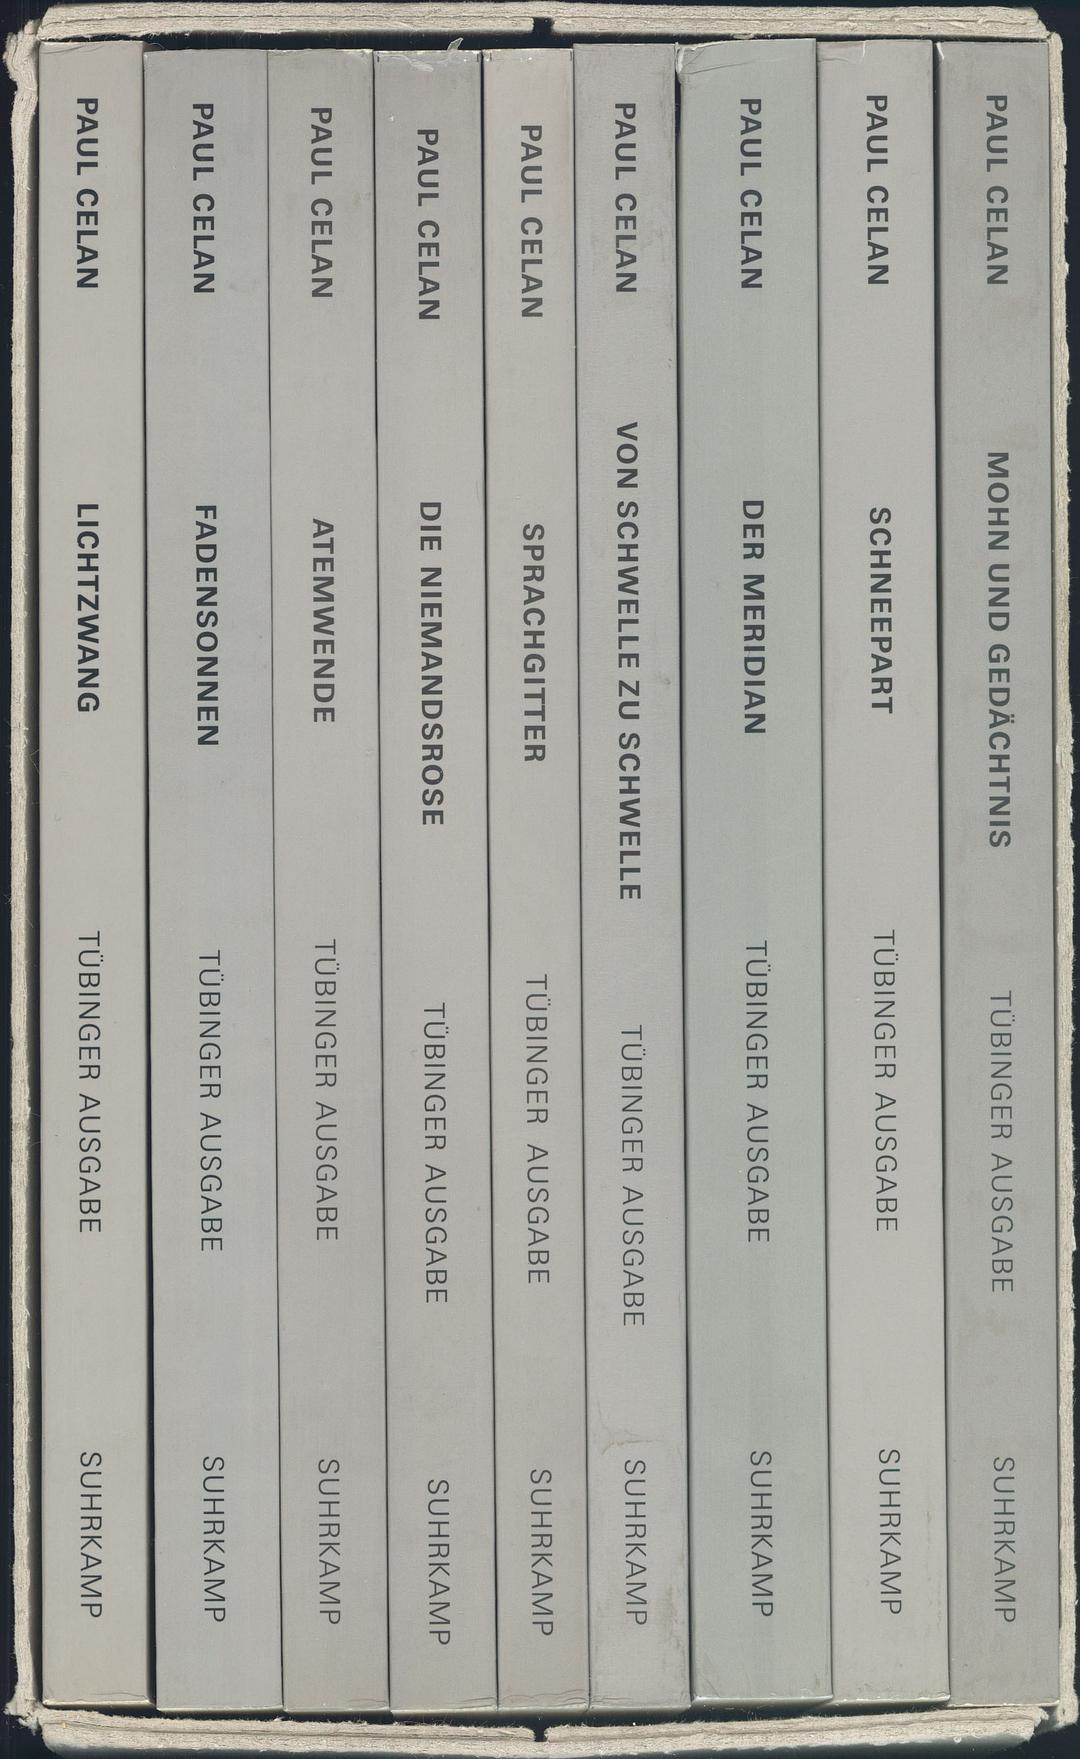 PAUL CELAN LICHTZWANG TÜBINGER AUSGABE SUHRKAMP
PAUL CELAN FADENSONNEN TÜBINGER AUSGABE SUHRKAMP
PAUL CELAN ATEMWENDE TÜBINGER AUSGABE SUHRKAMP
PAUL CELAN DIE NIEMANDSROSE TÜBINGER AUSGABE SUHRKAMP
PAUL CELAN SPRACHGITTER TÜBINGER AUSGABE SUHRKAMP
PAUL CELAN VON SCHWELLE ZU SCHWELLE TÜBINGER AUSGABE SUHRKAMP
PAUL CELAN DER MERIDIAN TÜBINGER AUSGABE SUHRKAMP
PAUL CELAN SCHNEEPART TÜBINGER AUSGABE SUHRKAMP
PAUL CELAN MOHN UND GEDÄCHTNIS TÜBINGER AUSGABE SUHRKAMP